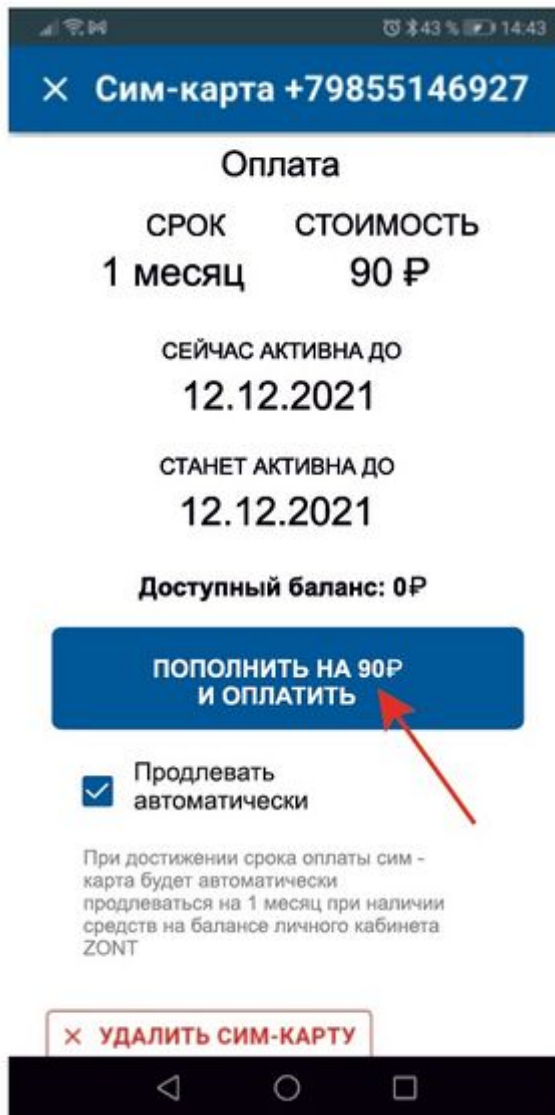 43 % 14:43
× Сим-карта +79855146927
Оплата
СРОК СТОИМОСТЬ
1 месяц 90 ₽
СЕЙЧАС АКТИВНА ДО
12.12.2021
СТАНЕТ АКТИВНА ДО
12.12.2021
Доступный баланс: 0₽
ПОПОЛНИТЬ НА 90₽
И ОПЛАТИТЬ
Продлевать
автоматически
При достижении срока оплаты сим -
карта будет автоматически
продлеваться на 1 месяц при наличии
средств на балансе личного кабинета
ZONT
× УДАЛИТЬ СИМ-КАРТУ